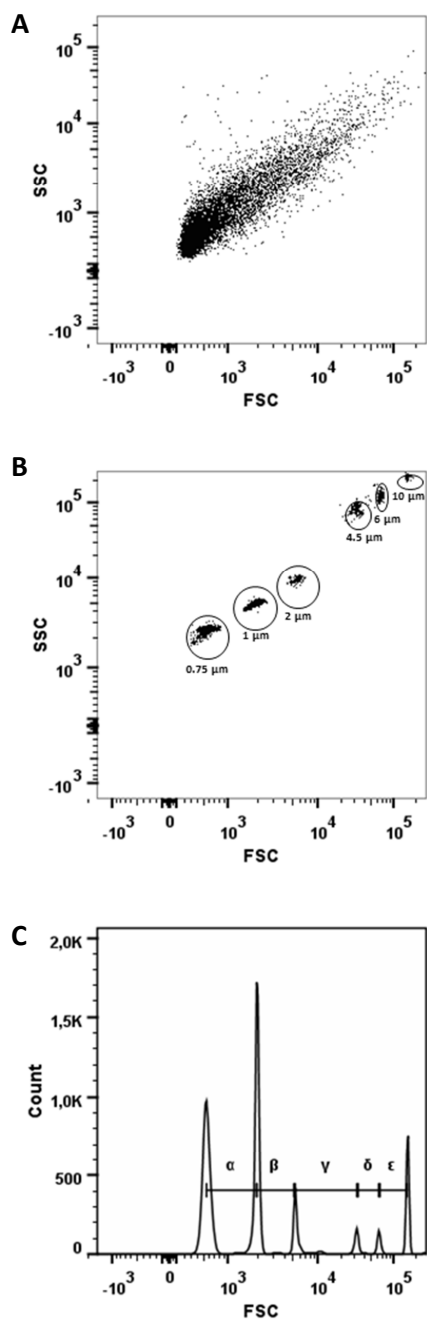 A
10^5
10^4
10^3
-10^3
SSC
-10^3 0 10^3 10^4 10^5
FSC
B
10^5
10^4
10^3
-10^3
SSC
10 µm
6 µm
4.5 µm
2 µm
1 µm
0.75 µm
-10^3 0 10^3 10^4 10^5
FSC
C
2,0K
1,5K
1,0K
500
0
Count
α β γ δ ε
-10^3 0 10^3 10^4 10^5
FSC